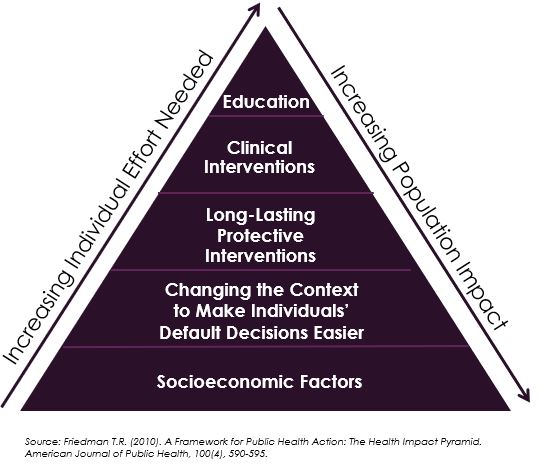 Increasing Individual Effort Needed
Increasing Population Impact
Education
Clinical
Interventions
Long-Lasting
Protective
Interventions
Changing the Context
to Make Individuals'
Default Decisions Easier
Socioeconomic Factors
Source: Friedman T.R. (2010). A Framework for Public Health Action: The Health Impact Pyramid.
American Journal of Public Health, 100(4), 590-595.